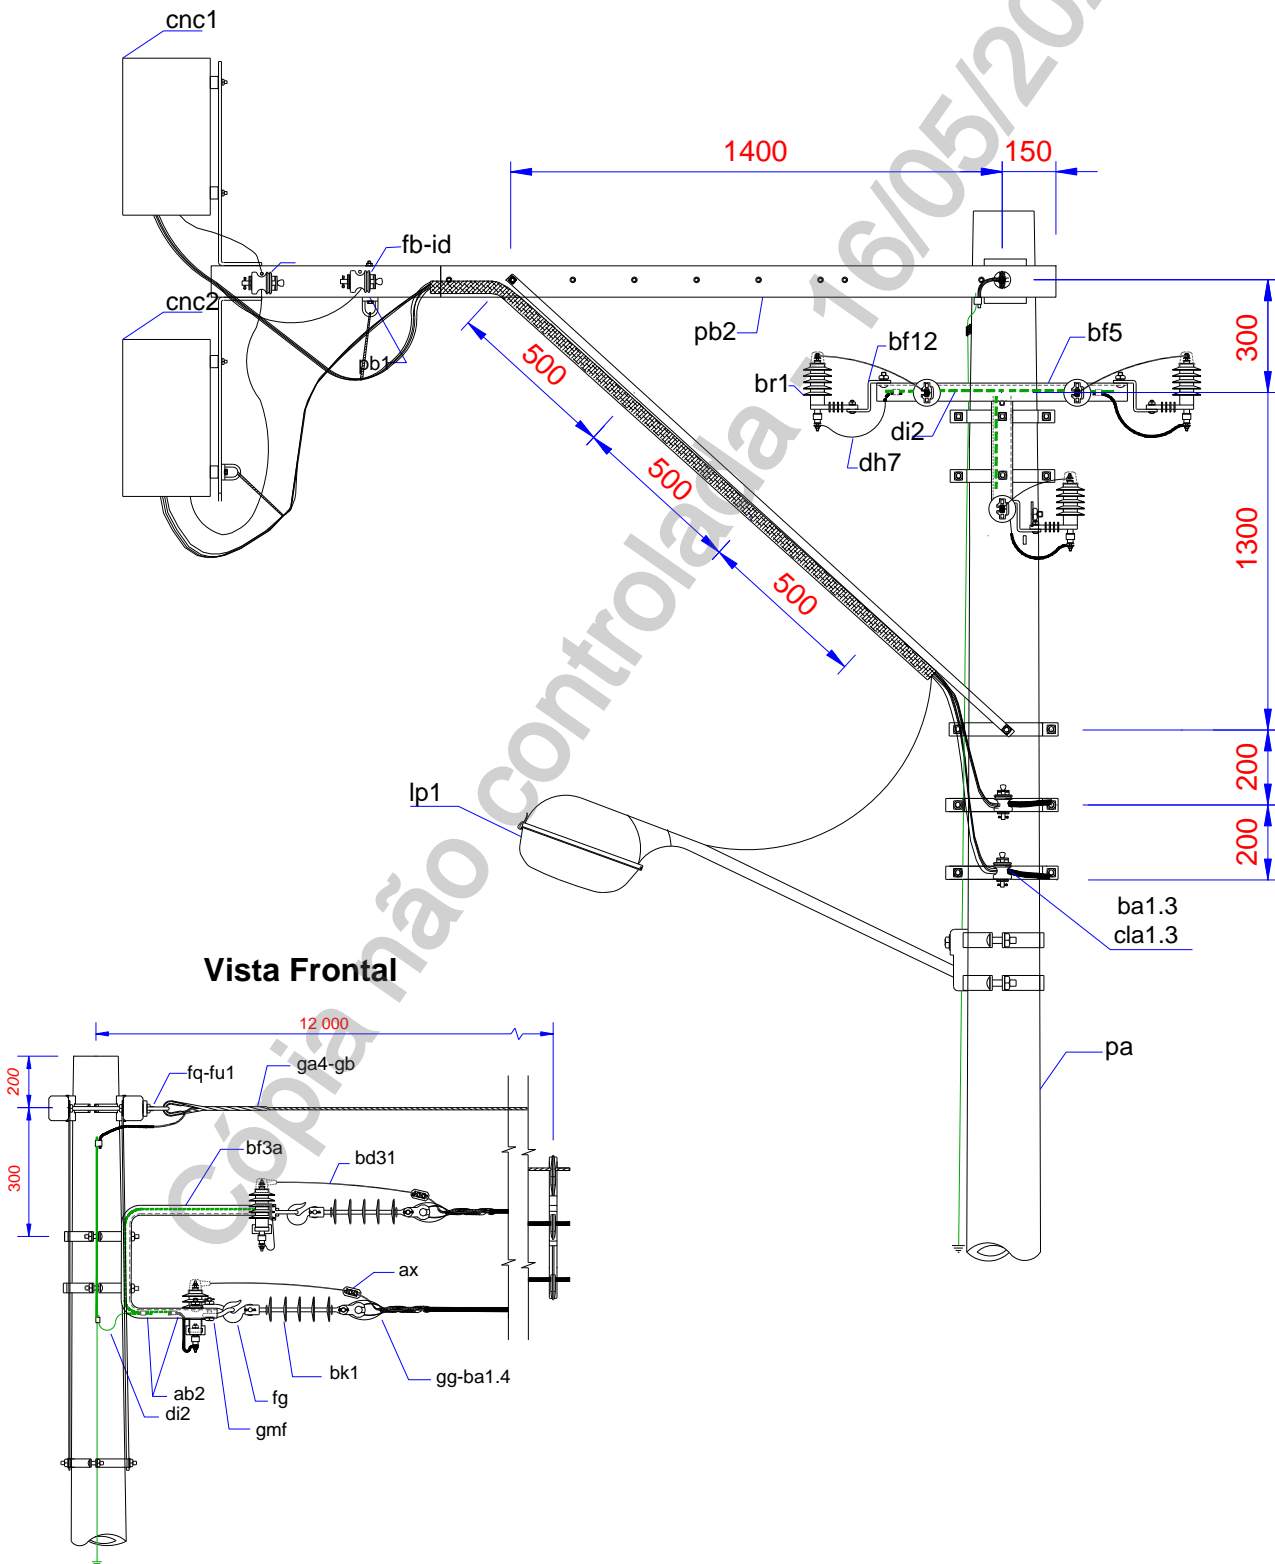 cnc1
1400
150
fb-id
cnc2
pb1
pb2
bf12
bf5
300
br1
di2
dh7
500
500
500
1300
200
200
lp1
ba1.3
cla1.3
Vista Frontal
pa
12 000
200
fq-fu1
ga4-gb
300
bf3a
bd31
ax
bk1
gg-ba1.4
ab2
di2
fg
gmf
Cópia não controlada - 16/05/20